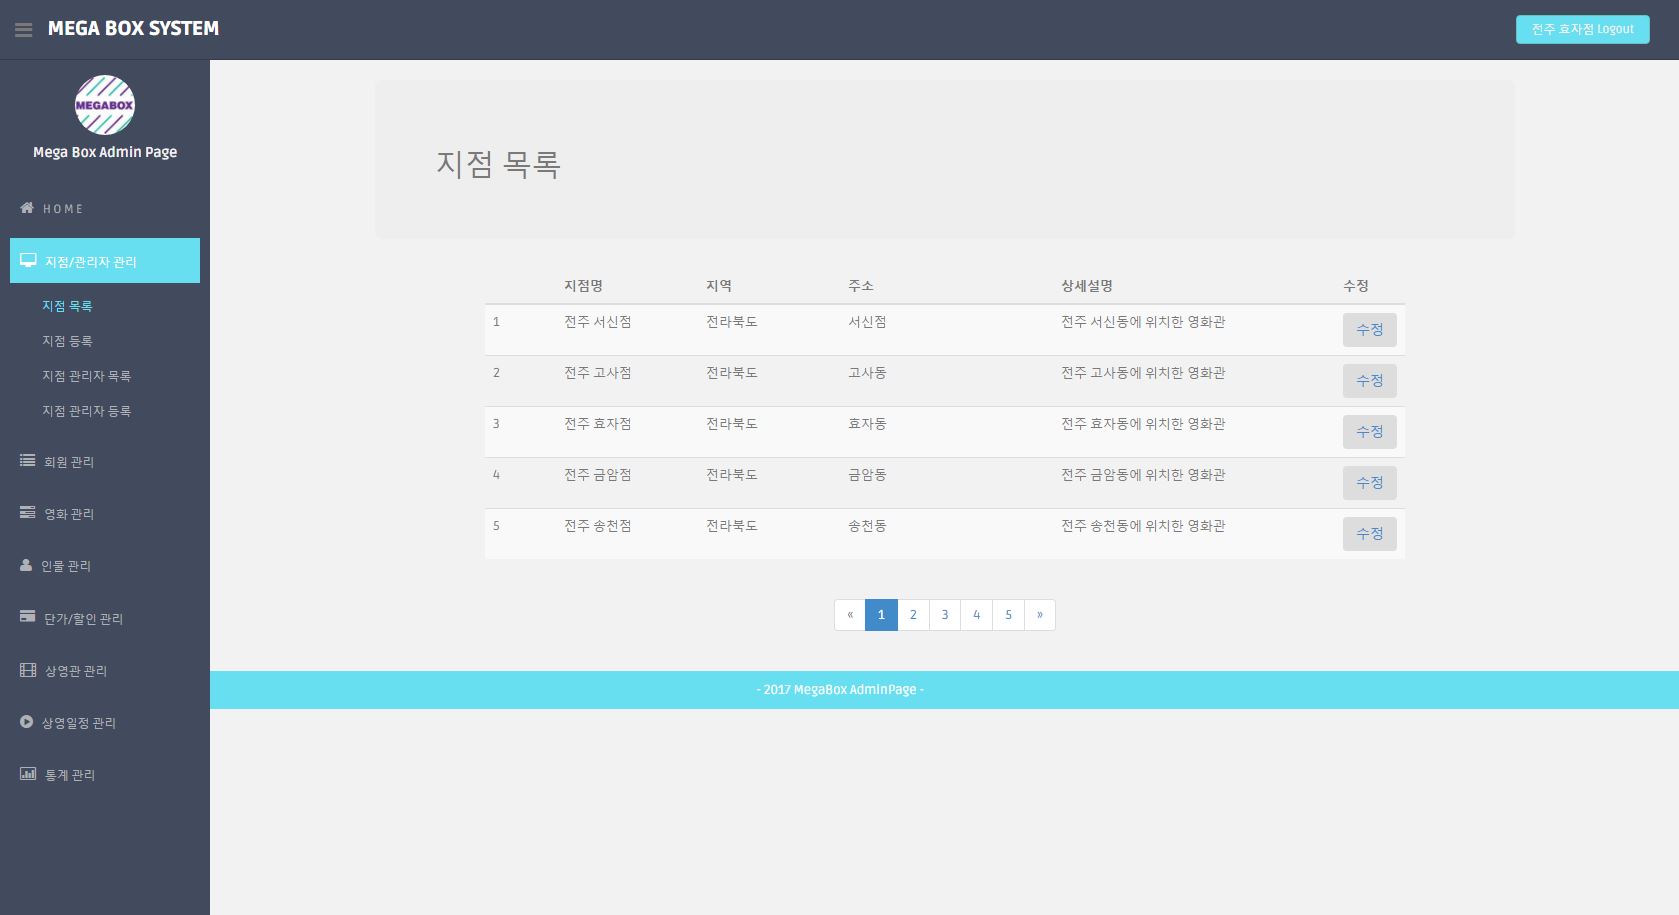 MEGA BOX SYSTEM
전주 효자점 Logout
MEGABOX
Mega Box Admin Page
HOME
지점/관리자 관리
지점 목록
지점 등록
지점 관리자 목록
지점 관리자 등록
회원 관리
영화 관리
인물 관리
단가/할인 관리
상영관 관리
상영일정 관리
통계 관리
지점 목록
지점명 지역 주소 상세설명 수정
1 전주 서신점 전라북도 서신점 전주 서신동에 위치한 영화관 수정
2 전주 고사점 전라북도 고사동 전주 고사동에 위치한 영화관 수정
3 전주 효자점 전라북도 효자동 전주 효자동에 위치한 영화관 수정
4 전주 금암점 전라북도 금암동 전주 금암동에 위치한 영화관 수정
5 전주 송천점 전라북도 송천동 전주 송천동에 위치한 영화관 수정
« 1 2 3 4 5 »
- 2017 MegaBox AdminPage -